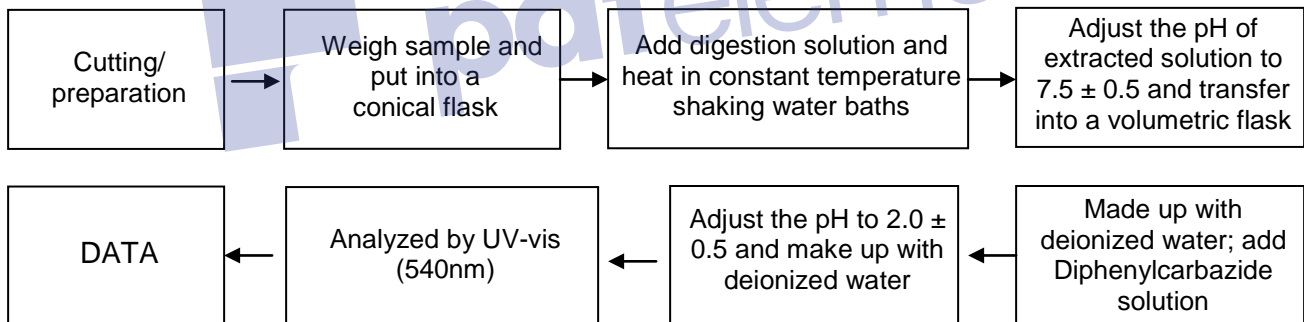 Cutting/
preparation
Weigh sample and
put into a
conical flask
Add digestion solution and
heat in constant temperature
shaking water baths
Adjust the pH of
extracted solution to
7.5 ± 0.5 and transfer
into a volumetric flask
Made up with
deionized water; add
Diphenylcarbazide
solution
Adjust the pH to 2.0 ±
0.5 and make up with
deionized water
Analyzed by UV-vis
(540nm)
DATA